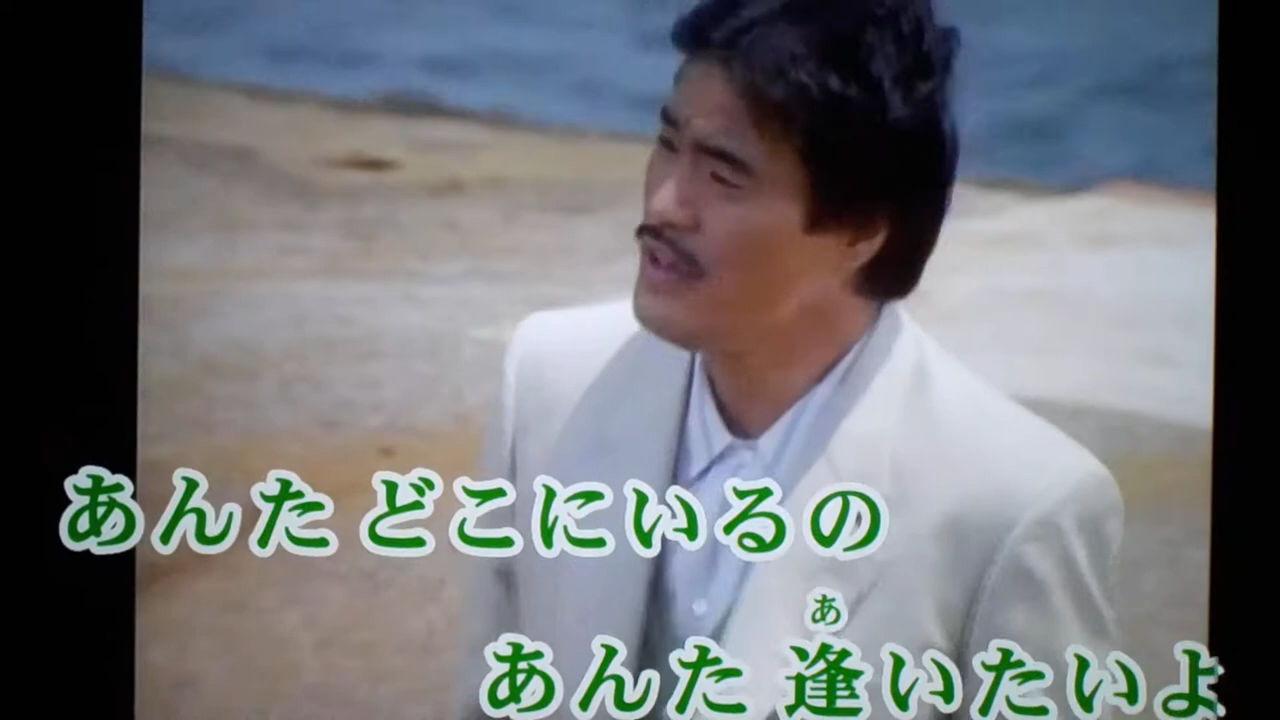 あんた どこにいるの
あ
あんた 逢いたいよ